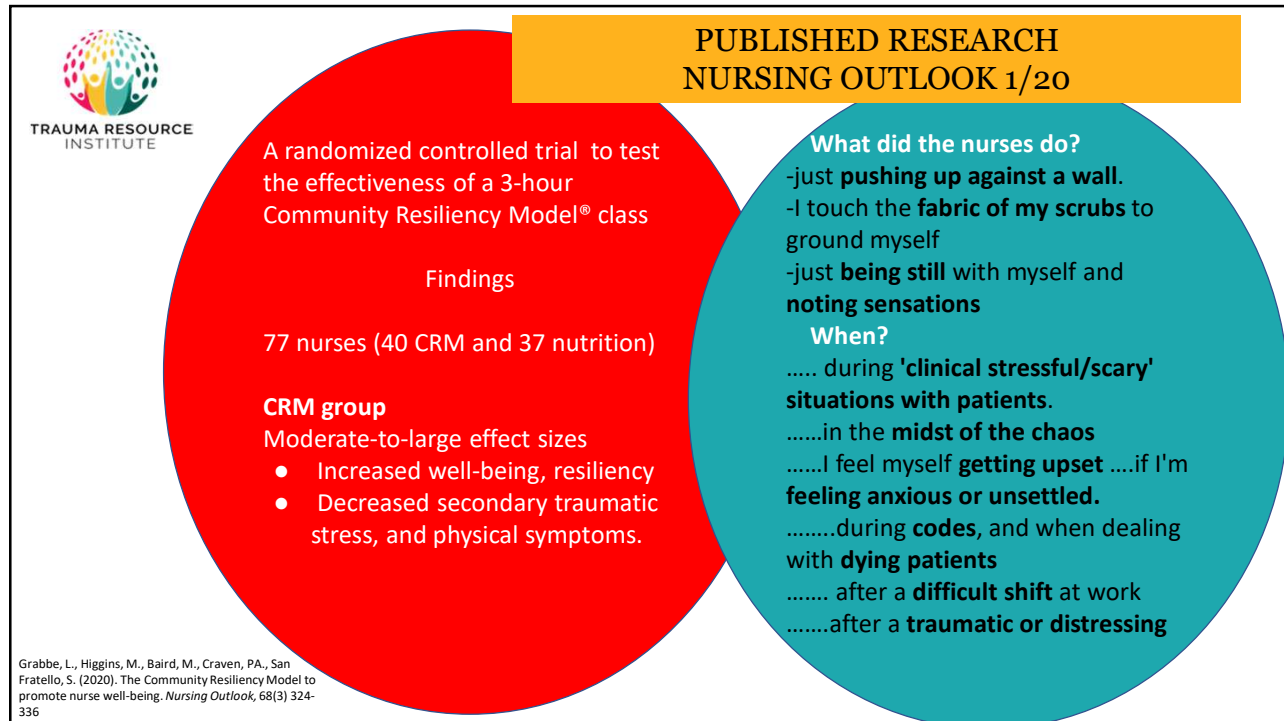 TRAUMA RESOURCE
INSTITUTE
PUBLISHED RESEARCH
NURSING OUTLOOK 1/20
A randomized controlled trial to test
the effectiveness of a 3-hour
Community Resiliency Model® class
Findings
77 nurses (40 CRM and 37 nutrition)
CRM group
Moderate-to-large effect sizes
● Increased well-being, resiliency
● Decreased secondary traumatic
stress, and physical symptoms.
What did the nurses do?
-just pushing up against a wall.
-I touch the fabric of my scrubs to
ground myself
-just being still with myself and
noting sensations
When?
..... during 'clinical stressful/scary'
situations with patients.
......in the midst of the chaos
......I feel myself getting upset ....if I'm
feeling anxious or unsettled.
........during codes, and when dealing
with dying patients
....... after a difficult shift at work
.......after a traumatic or distressing
Grabbe, L., Higgins, M., Baird, M., Craven, PA., San
Fratello, S. (2020). The Community Resiliency Model to
promote nurse well-being. Nursing Outlook, 68(3) 324-
336